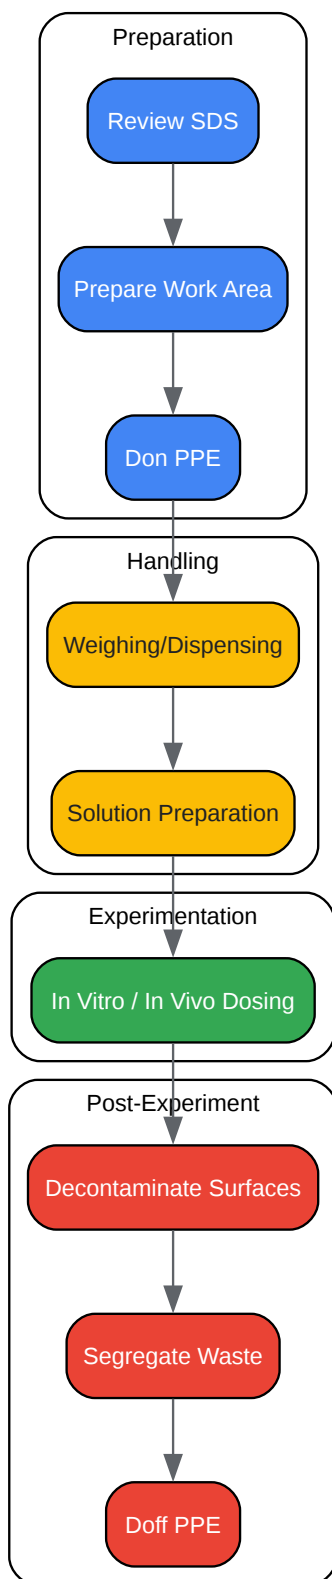 Preparation
Review SDS
Prepare Work Area
Don PPE
Handling
Weighing/Dispensing
Solution Preparation
Experimentation
In Vitro / In Vivo Dosing
Post-Experiment
Decontaminate Surfaces
Segregate Waste
Doff PPE